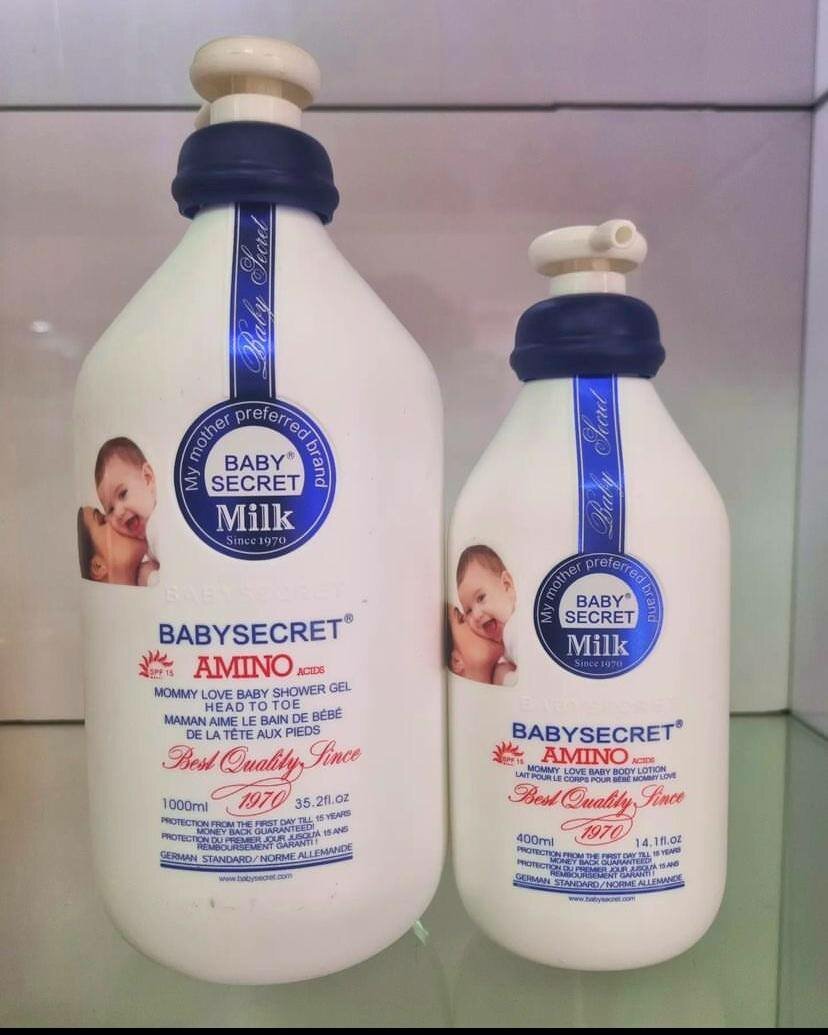 Baby Secret
My mother preferred brand
BABY®
SECRET
Milk
Since 1970
BABYSECRET
BABYSECRET®
SPF 15
AMINO ACIDS
MOMMY LOVE BABY SHOWER GEL
HEAD TO TOE
MAMAN AIME LE BAIN DE BÉBÉ
DE LA TÊTE AUX PIEDS
Best Quality Since
1970
1000ml 35.2fl.oz
PROTECTION FROM THE FIRST DAY TILL 15 YEARS
MONEY BACK GUARANTEED!
PROTECTION DU PREMIER JOUR JUSQU'À 15 ANS
REMBOURSEMENT GARANTI!
GERMAN STANDARD/NORME ALLEMANDE
www.babysecret.com
Baby Secret
My mother preferred brand
BABY®
SECRET
Milk
Since 1970
BABYSECRET
BABYSECRET®
SPF 15
AMINO ACIDS
MOMMY LOVE BABY BODY LOTION
LAIT POUR LE CORPS POUR BÉBÉ MOMMY LOVE
Best Quality Since
1970
400ml 14.1fl.oz
PROTECTION FROM THE FIRST DAY TILL 15 YEARS
MONEY BACK GUARANTEED!
PROTECTION DU PREMIER JOUR JUSQU'À 15 ANS
REMBOURSEMENT GARANTI!
GERMAN STANDARD/NORME ALLEMANDE
www.babysecret.com